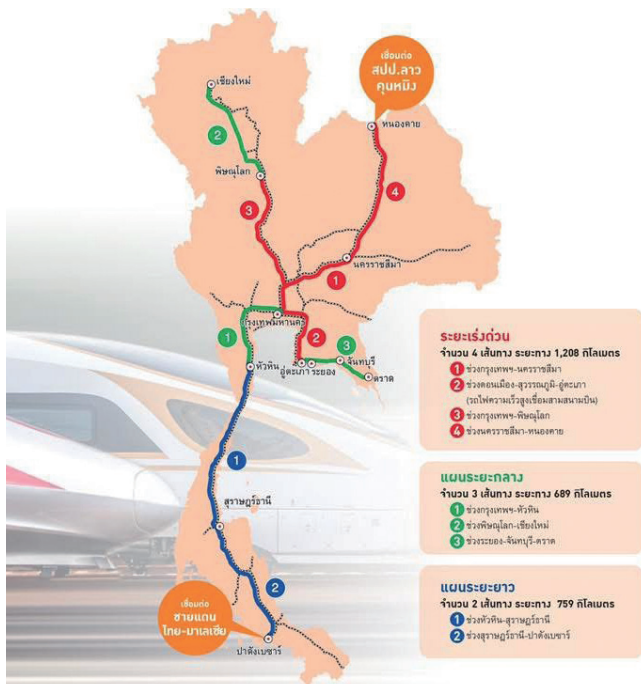 เชื่อมต่อ
สปป.ลาว
คุนหมิง
เชียงใหม่
หนองคาย
2
พิษณุโลก
4
3
นครราชสีมา
1
กรุงเทพมหานคร
1
2
3
หัวหิน
อู่ตะเภา
ระยอง
จันทบุรี
ตราด
1
สุราษฎร์ธานี
2
เชื่อมต่อ
ชายแดน
ไทย-มาเลเซีย
ปาดังเบซาร์
ระยะเร่งด่วน
จำนวน 4 เส้นทาง ระยะทาง 1,208 กิโลเมตร
1 ช่วงกรุงเทพฯ-นครราชสีมา
2 ช่วงดอนเมือง-สุวรรณภูมิ-อู่ตะเภา
(รถไฟความเร็วสูงเชื่อมสามสนามบิน)
3 ช่วงกรุงเทพฯ-พิษณุโลก
4 ช่วงนครราชสีมา-หนองคาย
แผนระยะกลาง
จำนวน 3 เส้นทาง ระยะทาง 689 กิโลเมตร
1 ช่วงกรุงเทพฯ-หัวหิน
2 ช่วงพิษณุโลก-เชียงใหม่
3 ช่วงระยอง-จันทบุรี-ตราด
แผนระยะยาว
จำนวน 2 เส้นทาง ระยะทาง 759 กิโลเมตร
1 ช่วงหัวหิน-สุราษฎร์ธานี
2 ช่วงสุราษฎร์ธานี-ปาดังเบซาร์